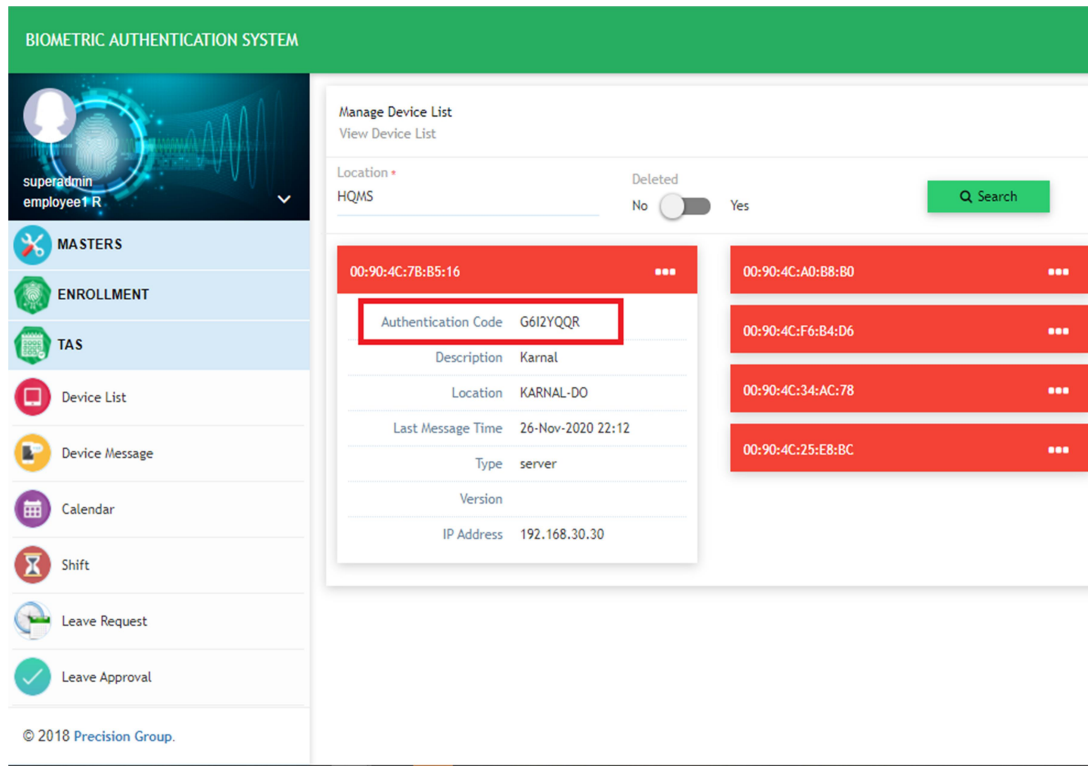 BIOMETRIC AUTHENTICATION SYSTEM
superadmin
employee1 R
MASTERS
ENROLLMENT
TAS
Device List
Device Message
Calendar
Shift
Leave Request
Leave Approval
© 2018 Precision Group.
Manage Device List
View Device List
Location *
HQMS
Deleted
No Yes
Search
00:90:4C:7B:B5:16
Authentication Code G6I2YQQR
Description Karnal
Location KARNAL-DO
Last Message Time 26-Nov-2020 22:12
Type server
Version
IP Address 192.168.30.30
00:90:4C:A0:B8:B0
00:90:4C:F6:B4:D6
00:90:4C:34:AC:78
00:90:4C:25:E8:BC